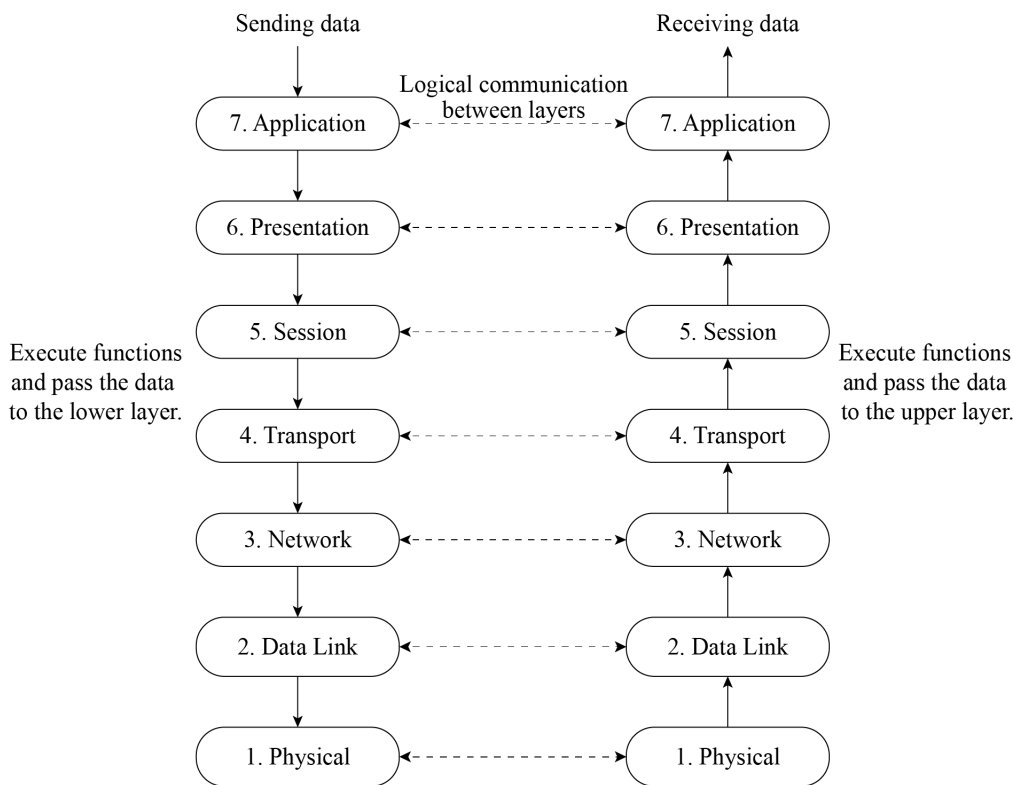 Sending data
Receiving data
Logical communication
between layers
7. Application
7. Application
6. Presentation
6. Presentation
5. Session
5. Session
Execute functions
and pass the data
to the lower layer.
Execute functions
and pass the data
to the upper layer.
4. Transport
4. Transport
3. Network
3. Network
2. Data Link
2. Data Link
1. Physical
1. Physical